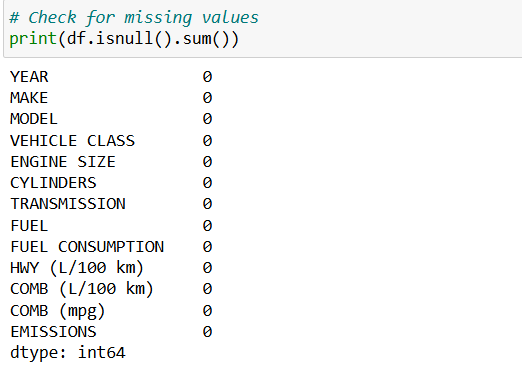 # Check for missing values
print(df.isnull().sum())
YEAR 0
MAKE 0
MODEL 0
VEHICLE CLASS 0
ENGINE SIZE 0
CYLINDERS 0
TRANSMISSION 0
FUEL 0
FUEL CONSUMPTION 0
HWY (L/100 km) 0
COMB (L/100 km) 0
COMB (mpg) 0
EMISSIONS 0
dtype: int64